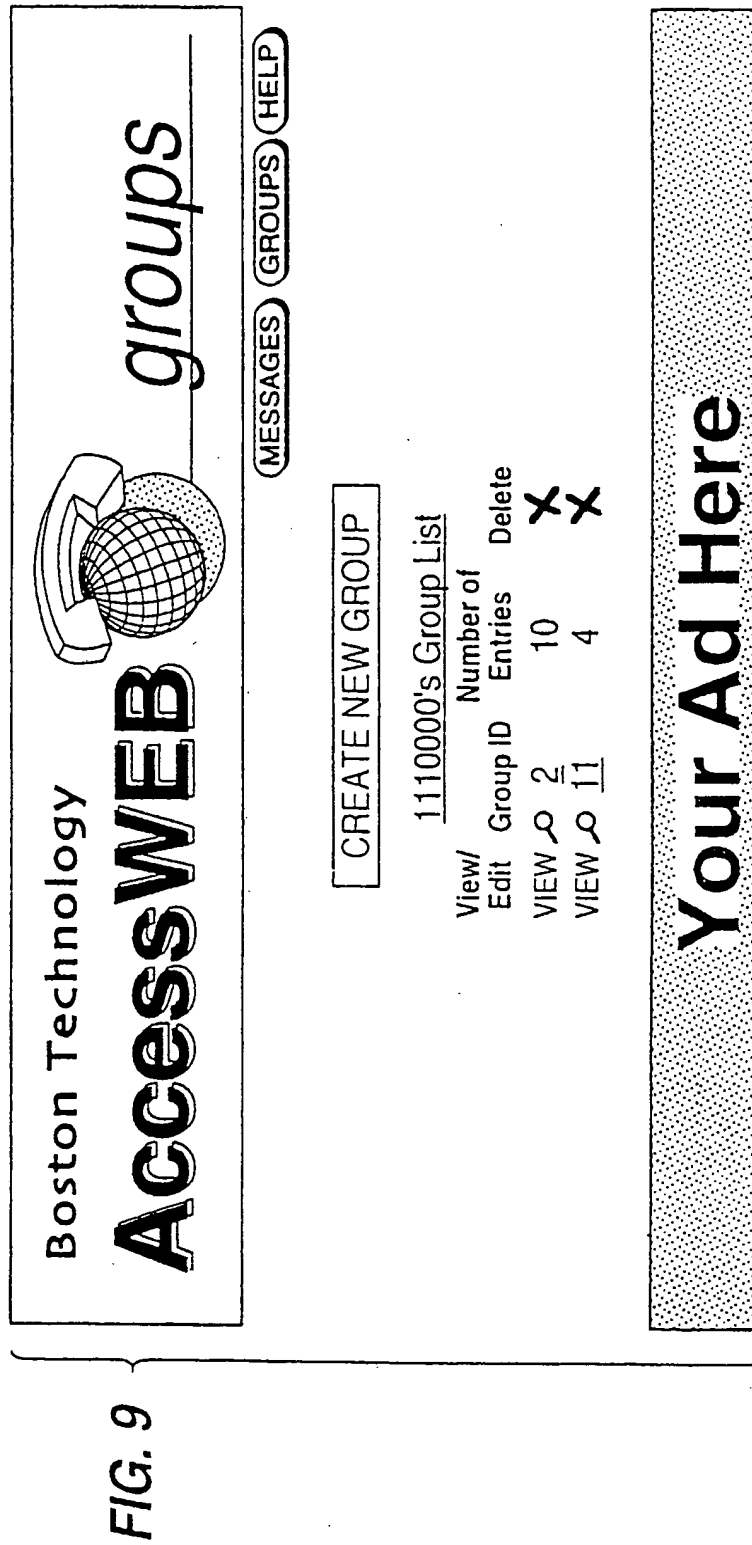 FIG. 9
Boston Technology
AccessWEB
groups
MESSAGES GROUPS HELP
CREATE NEW GROUP
1110000's Group List
View/ Number of
Edit Group ID Entries Delete
VIEW 2 10 X
VIEW 11 4 X
Your Ad Here